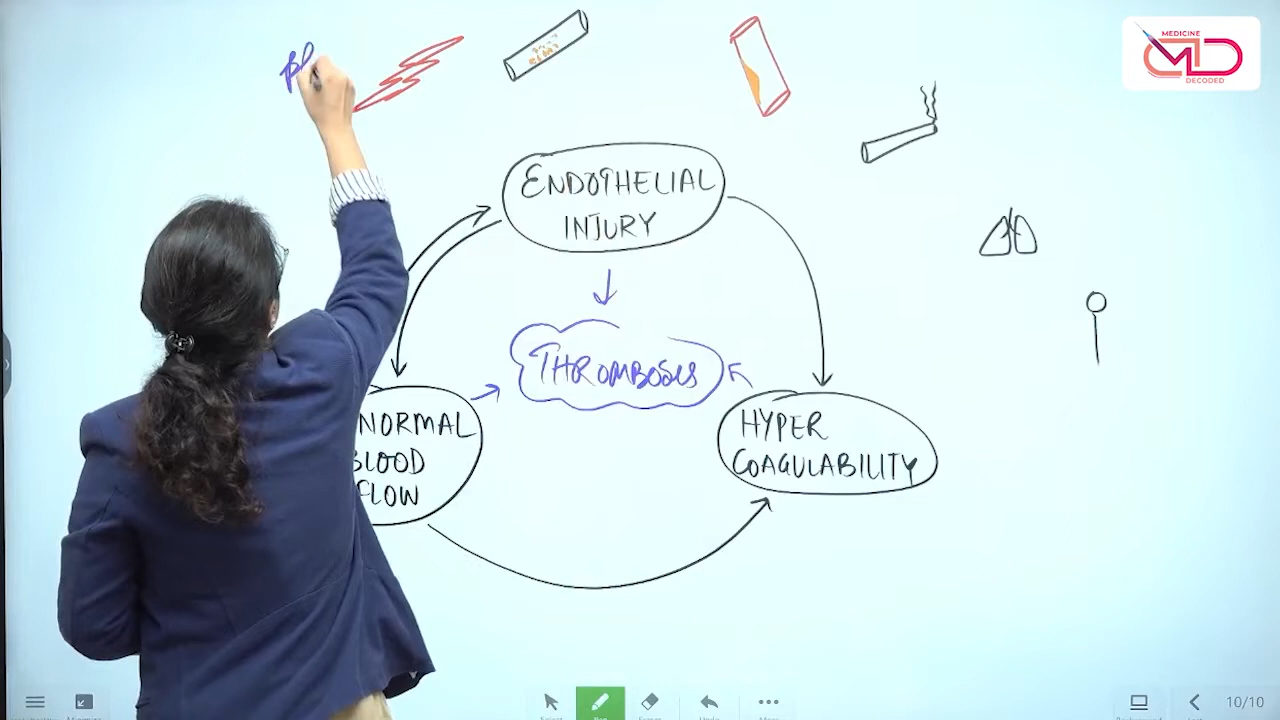 MEDICINE
DECODED
ENDOTHELIAL
INJURY
THROMBOSIS
NORMAL
BLOOD
FLOW
HYPER
COAGULABILITY
10/10